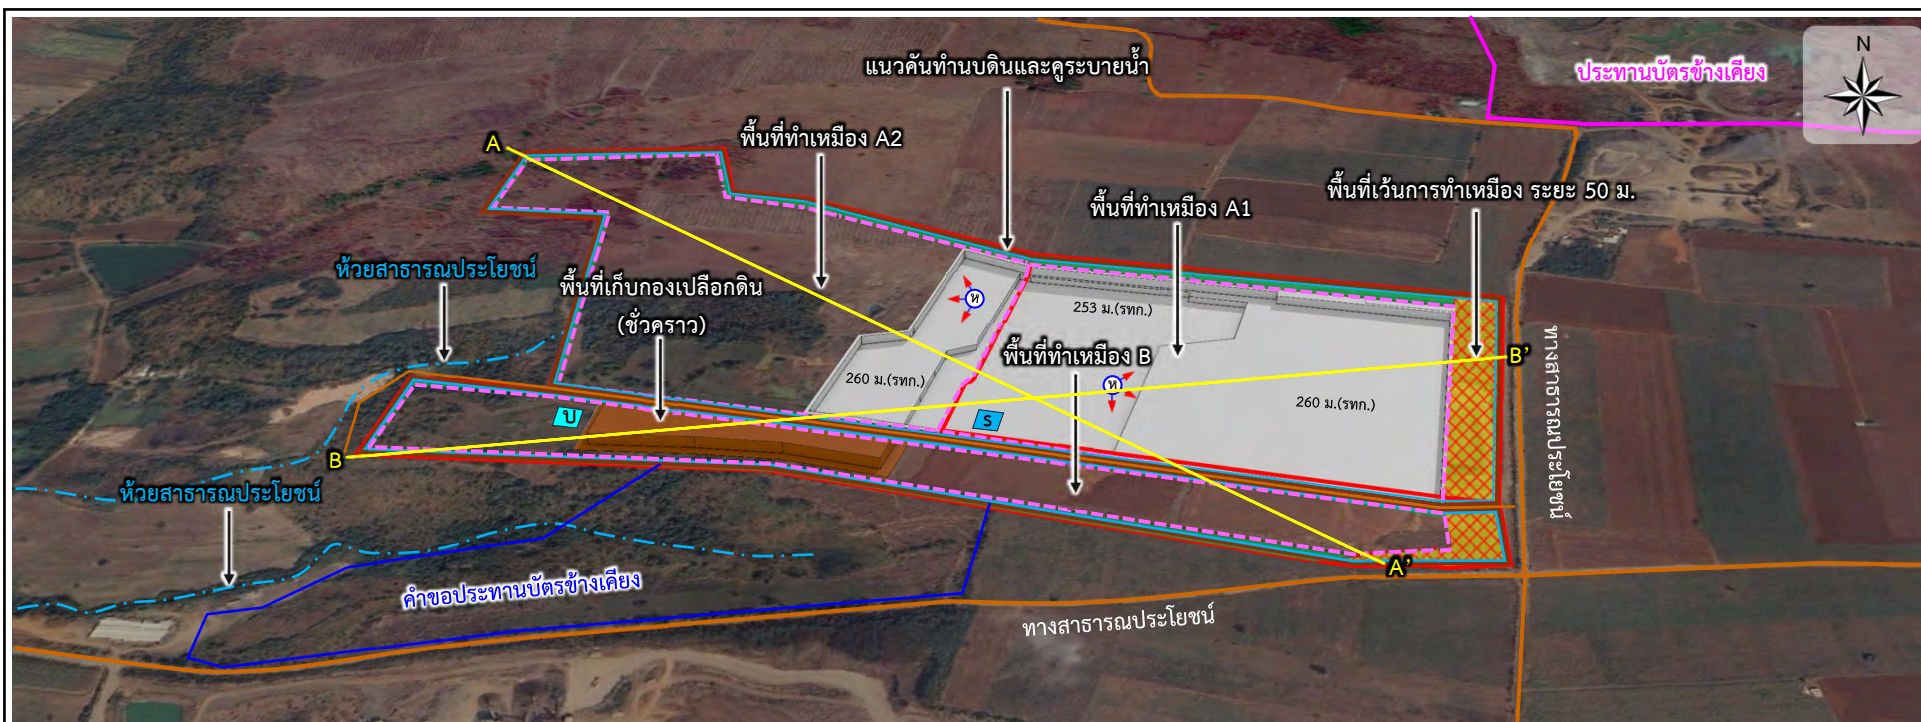 N
แนวคันทำนบดินและคูระบายน้ำ
ประทานบัตรข้างเคียง
พื้นที่ทำเหมือง A2
A
พื้นที่เว้นการทำเหมือง ระยะ 50 ม.
พื้นที่ทำเหมือง A1
ห้วยสาธารณประโยชน์
พื้นที่เก็บกองเปลือกดิน
(ชั่วคราว)
ห
253 ม.(รทก.)
พื้นที่ทำเหมือง B
B'
ทางสาธารณประโยชน์
260 ม.(รทก.)
ห
260 ม.(รทก.)
บ
ร
B
ห้วยสาธารณประโยชน์
A'
คำขอประทานบัตรข้างเคียง
ทางสาธารณประโยชน์